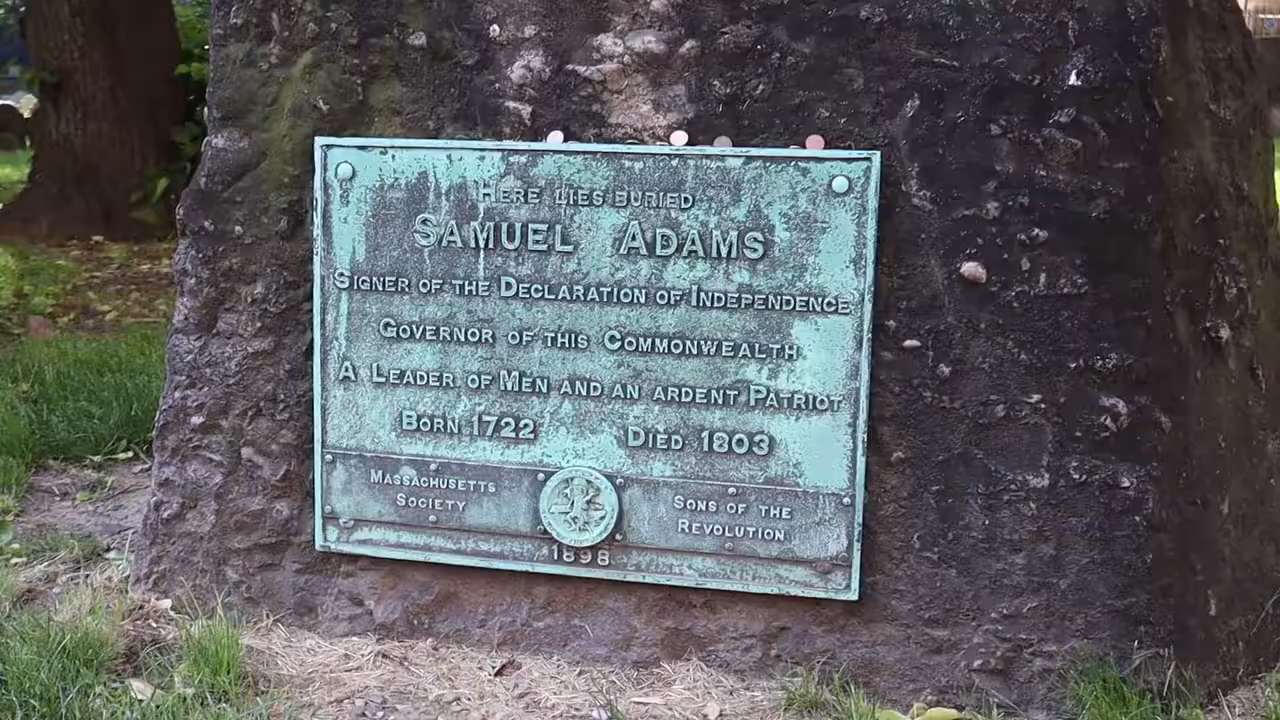 HERE LIES BURIED
SAMUEL ADAMS
SIGNER OF THE DECLARATION OF INDEPENDENCE
GOVERNOR OF THIS COMMONWEALTH
A LEADER OF MEN AND AN ARDENT PATRIOT
BORN 1722 DIED 1803
MASSACHUSETTS
SOCIETY
SONS OF THE
REVOLUTION
1898